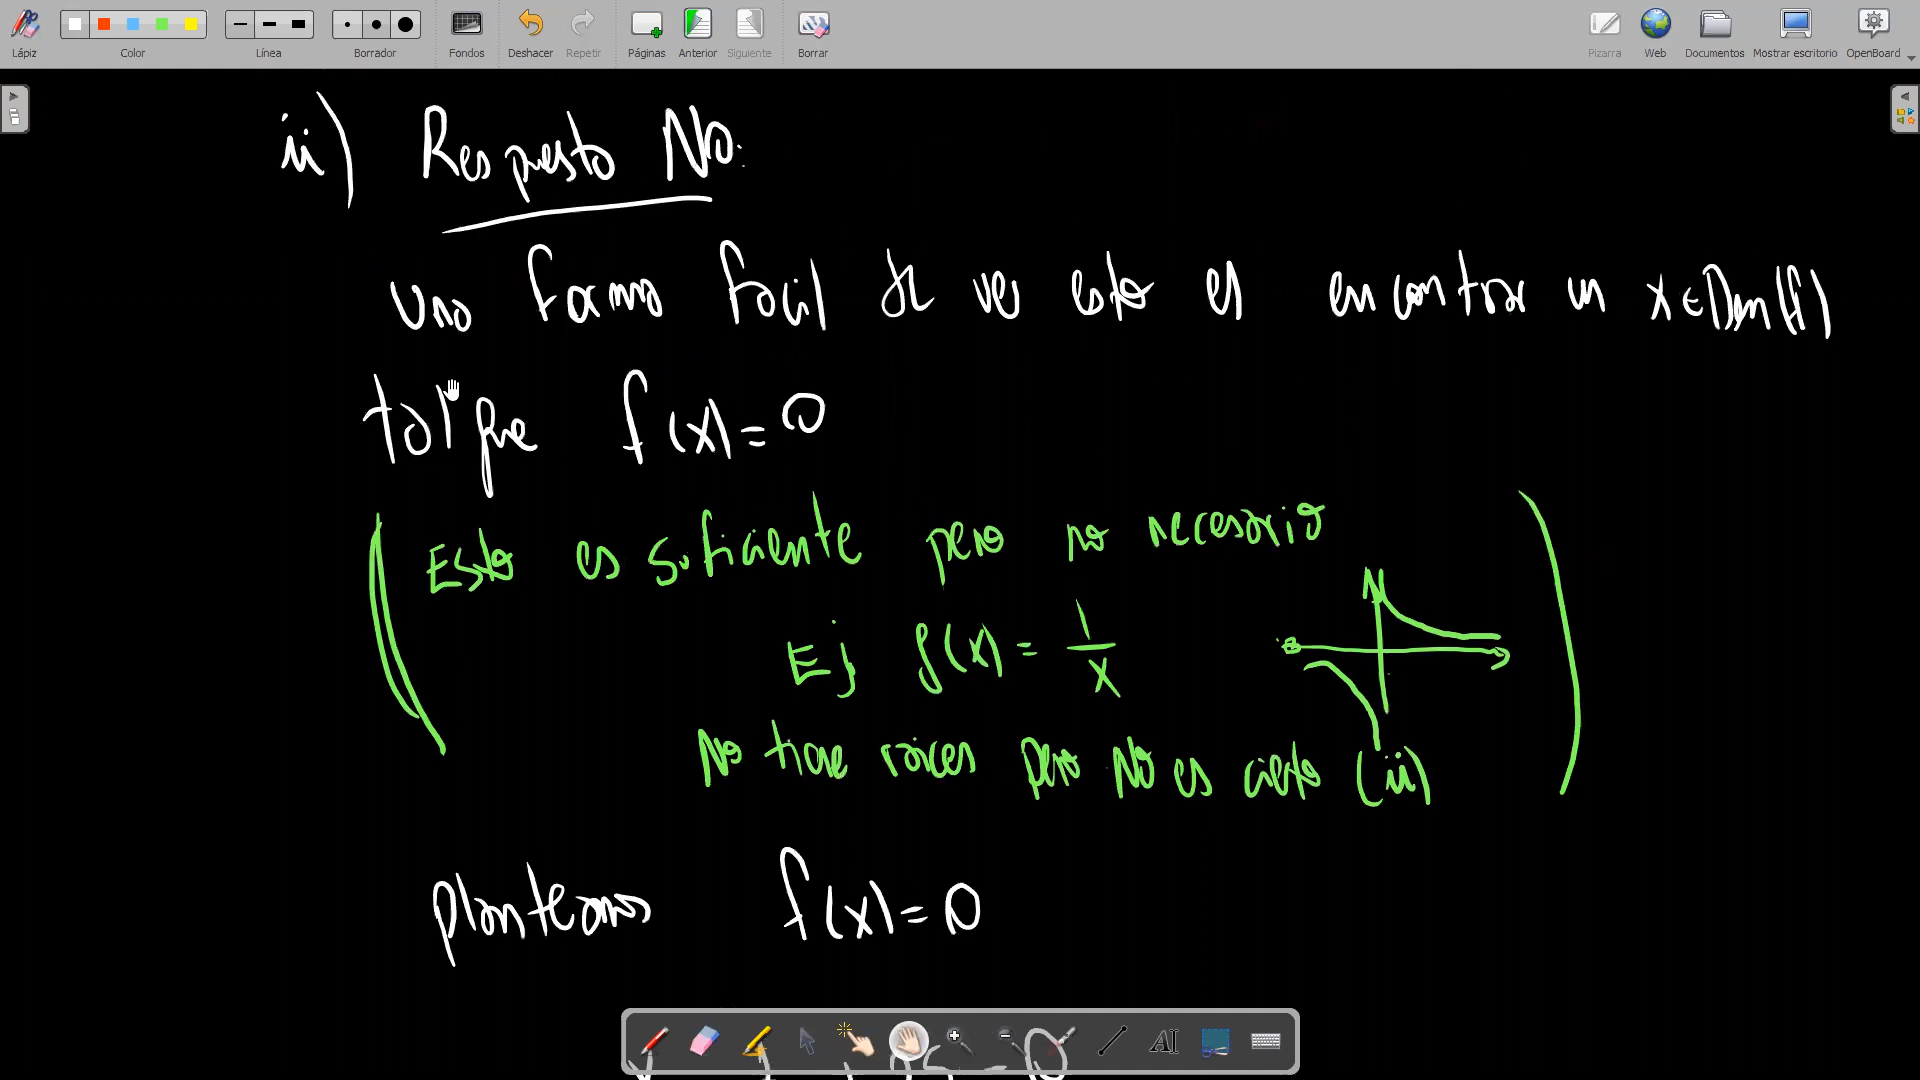 Lápiz Color Línea Borrador Fondos Deshacer Repetir Páginas Anterior Siguiente Borrar Pizarra Web Documentos Mostrar escritorio OpenBoard
ii) Respuesta No.
una forma facil de ver esto es encontrar un x ∈ Dom(f)
tal que f(x)=0
(Esto es suficiente pero no necesario
Ej f(x) = 1/x
No tiene raices pero No es cierto (ii))
planteamos f(x)=0